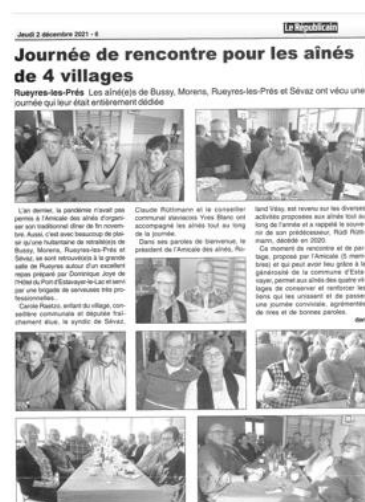 Jeudi 2 décembre 2021 - 6
Le Républicain
Journée de rencontre pour les aînés
de 4 villages
Rueyres-les-Prés Les aîné(e)s de Bussy, Morens, Rueyres-les-Prés et Sévaz ont vécu une
journée qui leur était entièrement dédiée
L'an dernier, la pandémie n'avait pas
permis à l'Amicale des aînés d'organi-
ser son traditionnel dîner de fin novem-
bre. Aussi, c'est avec beaucoup de plai-
sir qu'une huitantaine de retraité(e)s de
Bussy, Morens, Rueyres-les-Prés et
Sévaz, se sont retrouvé(e)s à la grande
salle de Rueyres autour d'un excellent
repas préparé par Dominique Joye de
l'Hôtel du Port d'Estavayer-le-Lac et servi
par une brigade de serveuses très pro-
fessionnelles...
Carole Raetzo, enfant du village, con-
seillère communale et députée fraî-
chement élue, le syndic de Sévaz,
Claude Rüttimann et le conseiller
communal staviacois Yves Blanc ont
accompagné les aînés tout au long
de la journée.
Dans ses paroles de bienvenue, le
président de l'Amicale des aînés, Ro-
land Vésy, est revenu sur les diverses
activités proposées aux aînés tout au
long de l'année et a rappelé le souve-
nir de son prédécesseur, Rüdi Rütti-
mann, décédé en 2020.
Ce moment de rencontre et de par-
tage, proposé par l'Amicale (5 mem-
bres) et qui peut avoir lieu grâce à la
générosité de la commune d'Esta-
vayer, permet aux aînés des quatre vil-
lages de conserver et renforcer les
liens qui les unissent et de passer
une journée conviviale, agrémentée
de rires et de bonnes paroles.